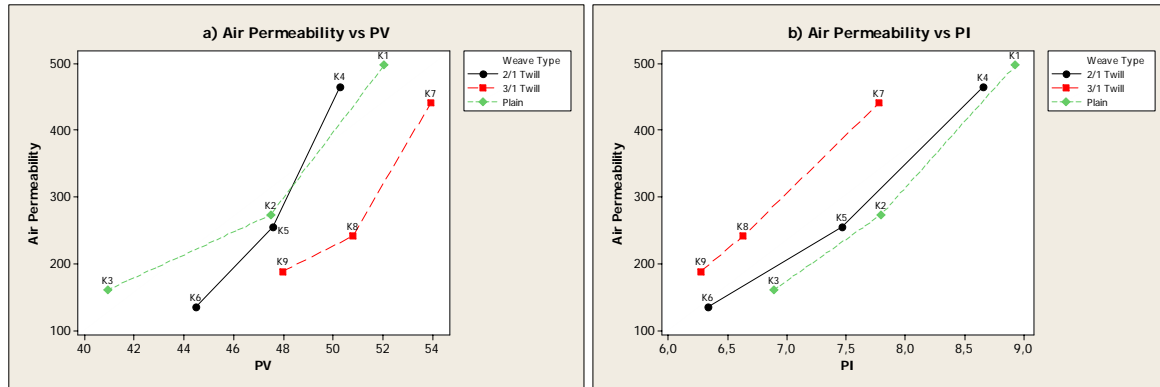 a) Air Permeability vs PV
Air Permeability
500
400
300
200
100
40 42 44 46 48 50 52 54
PV
K1
K4
K7
K2
K5
K8
K9
K3
K6
Weave Type
2/1 Twill
3/1 Twill
Plain
b) Air Permeability vs PI
Air Permeability
500
400
300
200
100
6,0 6,5 7,0 7,5 8,0 8,5 9,0
PI
K1
K4
K7
K2
K5
K8
K9
K3
K6
Weave Type
2/1 Twill
3/1 Twill
Plain